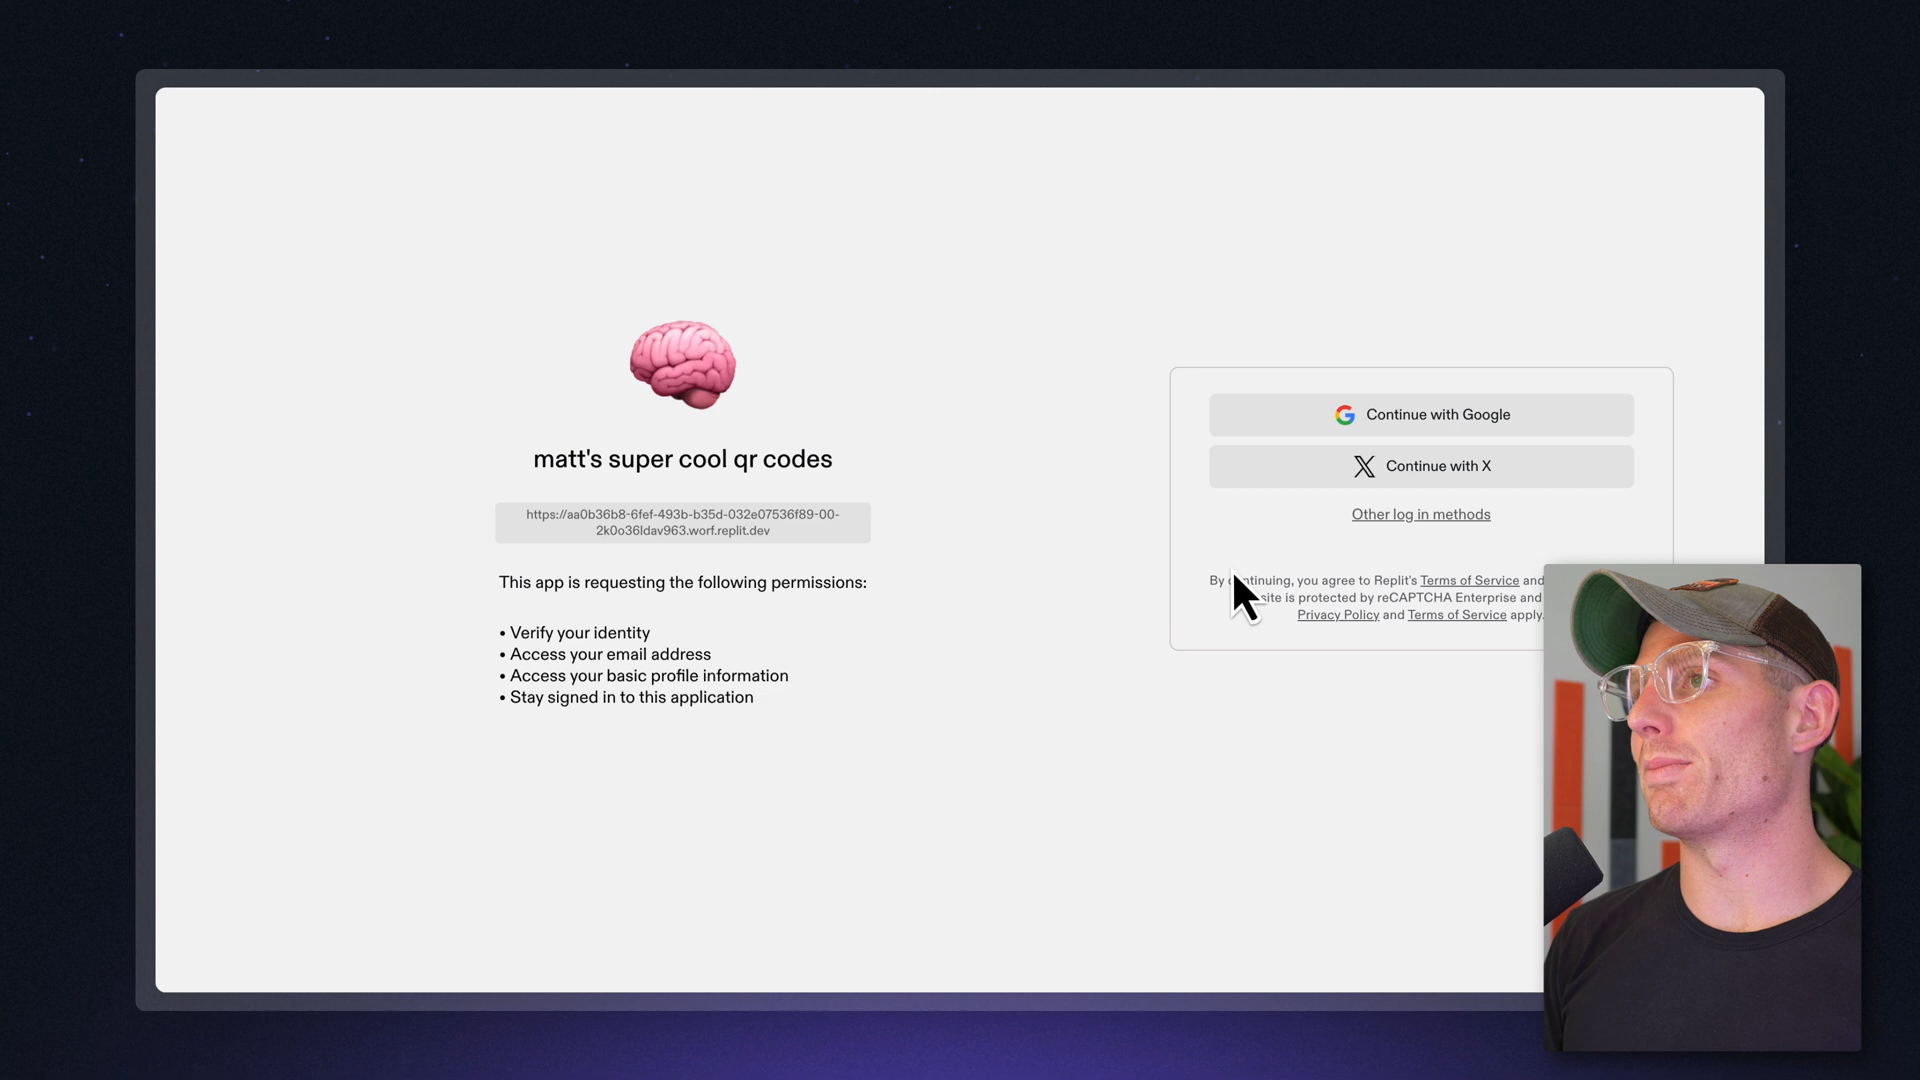 matt's super cool qr codes
https://aa0b36b8-6fef-493b-b35d-032e07536f89-00-
2k0o36ldav963.worf.replit.dev
This app is requesting the following permissions:
• Verify your identity
• Access your email address
• Access your basic profile information
• Stay signed in to this application
Continue with Google
Continue with X
Other log in methods
By continuing, you agree to Replit's Terms of Service and
site is protected by reCAPTCHA Enterprise and
Privacy Policy and Terms of Service apply.